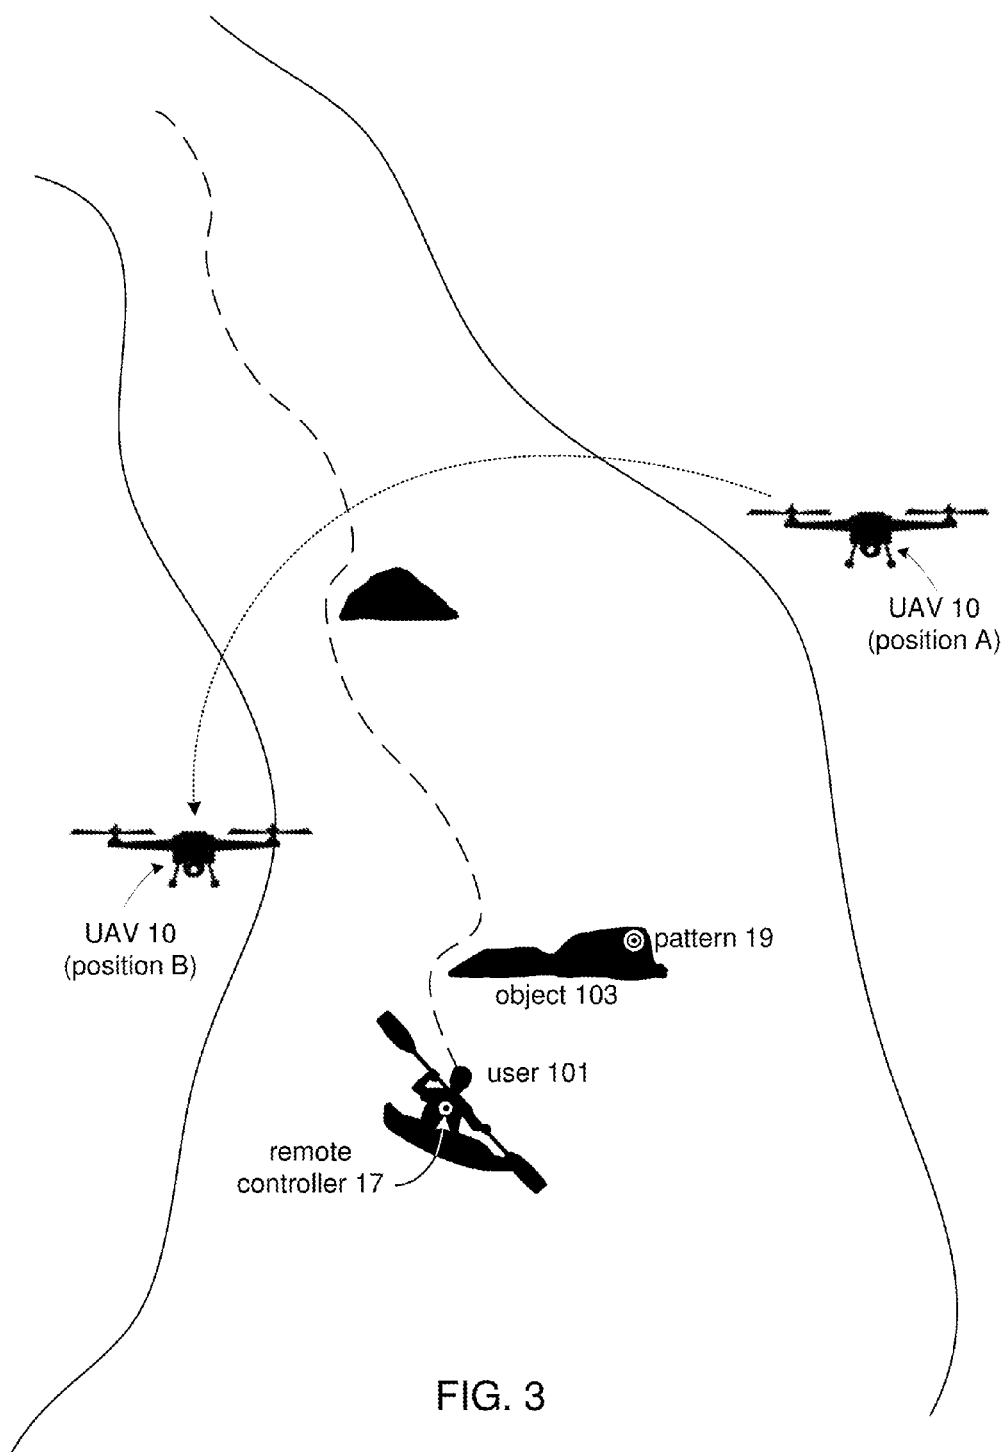 UAV 10
(position A)
UAV 10
(position B)
pattern 19
object 103
user 101
remote
controller 17
FIG. 3